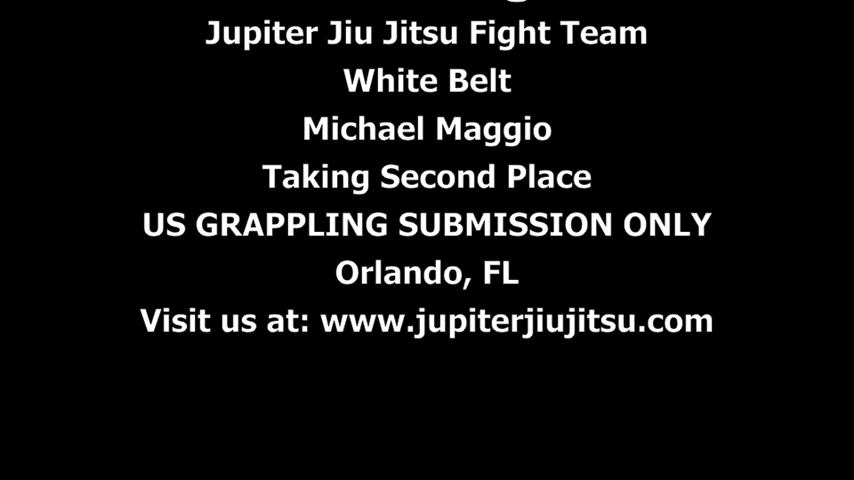 Jupiter Jiu Jitsu Fight Team
White Belt
Michael Maggio
Taking Second Place
US GRAPPLING SUBMISSION ONLY
Orlando, FL
Visit us at: www.jupiterjiujitsu.com